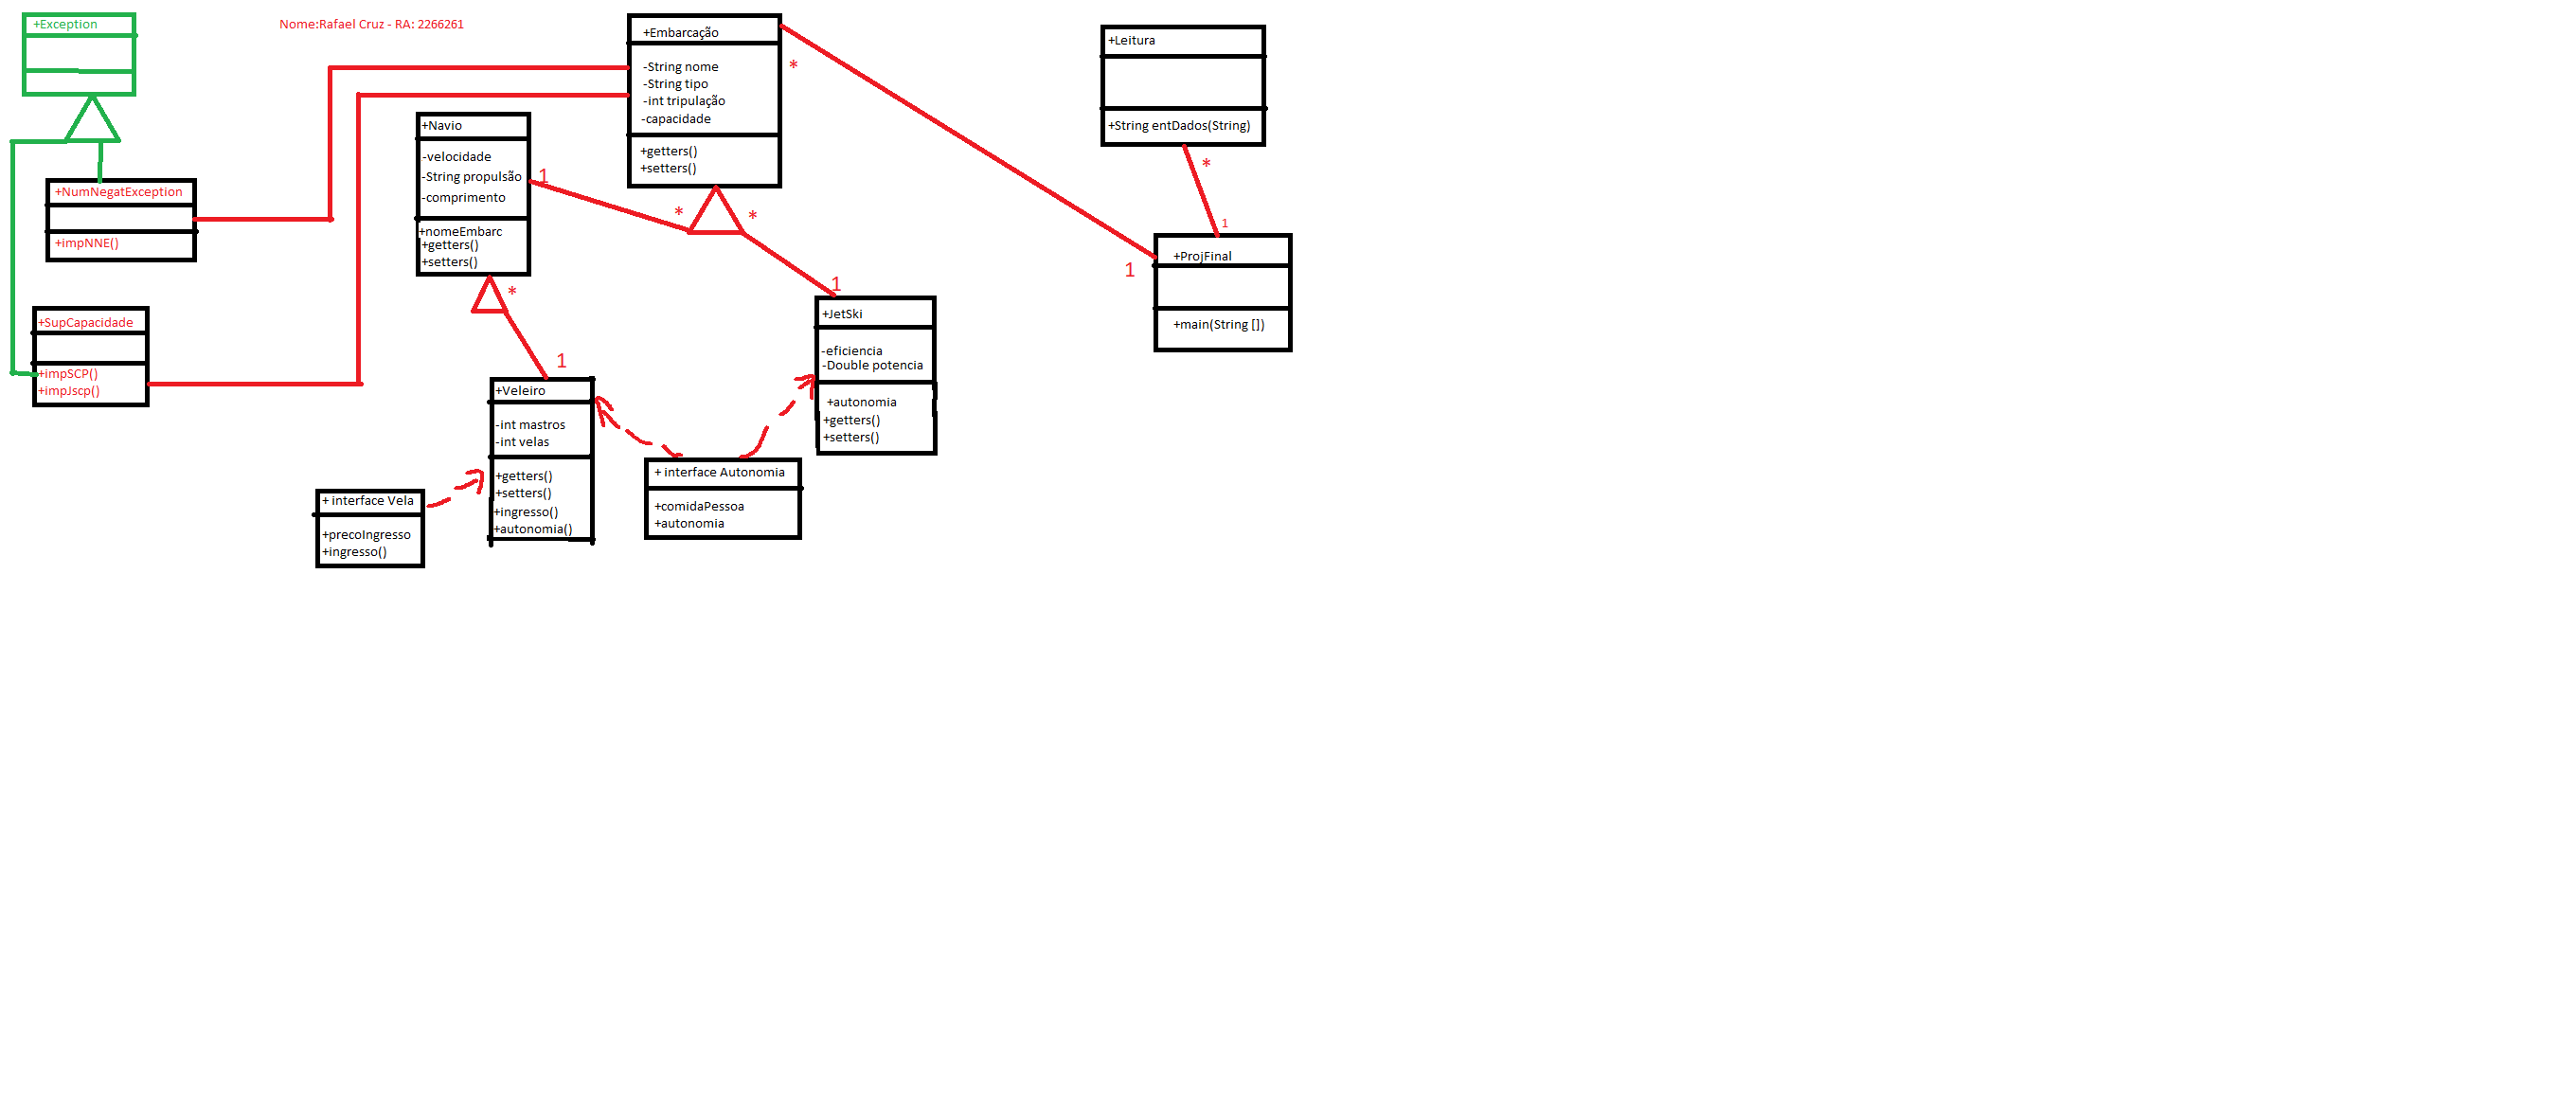 +Exception
Nome:Rafael Cruz - RA: 2266261
+Embarcação
-String nome
-String tipo
-int tripulação
-capacidade
+getters()
+setters()
*
+Leitura
+String entDados(String)
*
1
+ProjFinal
+main(String [])
1
+Navio
-velocidade
-String propulsão
-comprimento
+nomeEmbarc
+getters()
+setters()
1
*
*
+NumNegatException
+impNNE()
+SupCapacidade
+impSCP()
+impJscp()
*
1
1
+JetSki
-eficiencia
-Double potencia
+autonomia
+getters()
+setters()
+Veleiro
-int mastros
-int velas
+getters()
+setters()
+ingresso()
+autonomia()
+ interface Autonomia
+comidaPessoa
+autonomia
+ interface Vela
+precoIngresso
+ingresso()